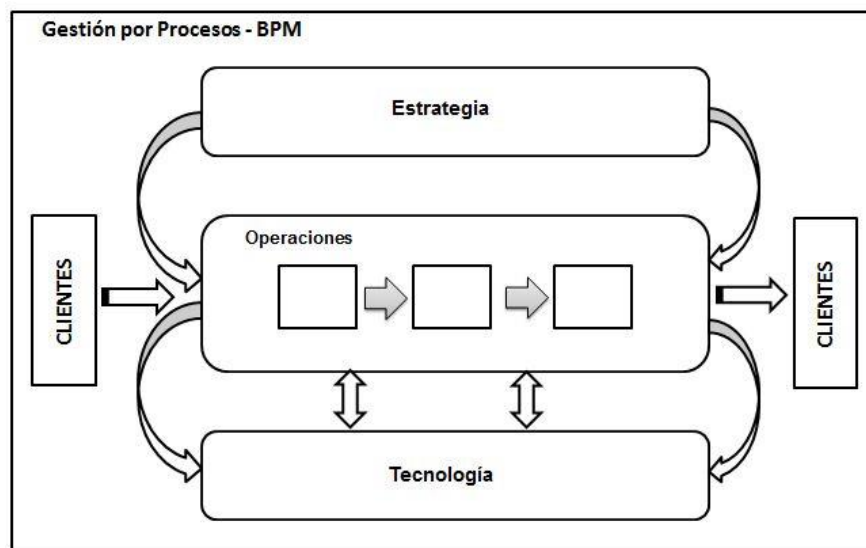 Gestión por Procesos - BPM
Estrategia
CLIENTES
Operaciones
CLIENTES
Tecnología